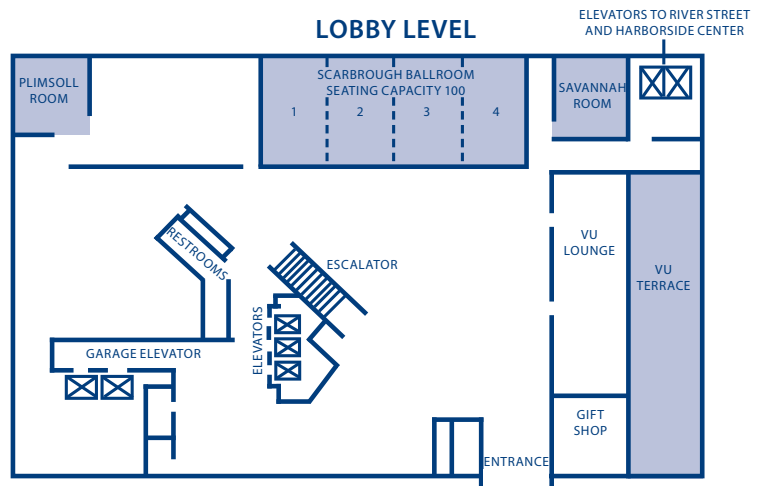 LOBBY LEVEL
ELEVATORS TO RIVER STREET
AND HARBORSIDE CENTER
PLIMSOLL
ROOM
SCARBROUGH BALLROOM
SEATING CAPACITY 100
1 2 3 4
SAVANNAH
ROOM
RESTROOMS
ESCALATOR
ELEVATORS
VU
LOUNGE
VU
TERRACE
GARAGE ELEVATOR
GIFT
SHOP
ENTRANCE